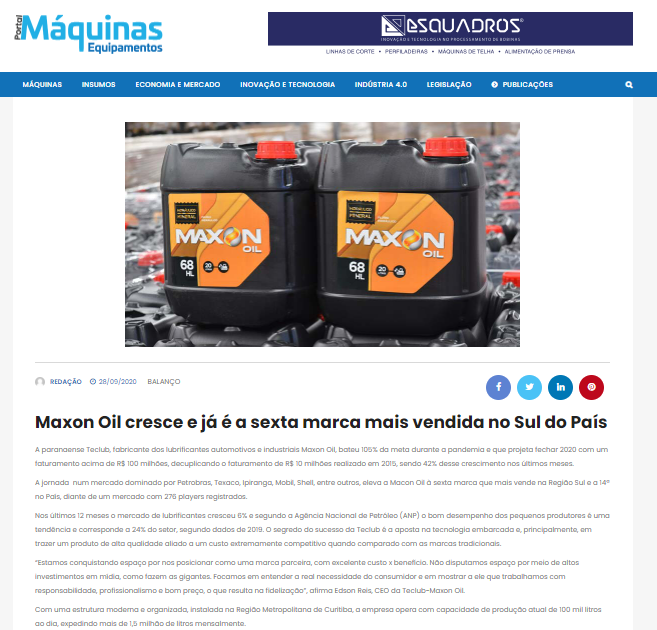 Portal
Máquinas
Equipamentos
ESQUADROS
INOVAÇÃO E TECNOLOGIA NO PROCESSAMENTO DE BOBINAS
LINHAS DE CORTE • PERFILADEIRAS • MÁQUINAS DE TELHA • ALIMENTAÇÃO DE PRENSA
MÁQUINAS INSUMOS ECONOMIA E MERCADO INOVAÇÃO E TECNOLOGIA INDÚSTRIA 4.0 LEGISLAÇÃO PUBLICAÇÕES
HIDRÁULICO MINERAL
MAXON
OIL
68
HL
20
HIDRÁULICO MINERAL
MAXON
OIL
68
HL
20
REDAÇÃO 28/09/2020 BALANÇO
Maxon Oil cresce e já é a sexta marca mais vendida no Sul do País
A paranaense Teclub, fabricante dos lubrificantes automotivos e industriais Maxon Oil, bateu 105% da meta durante a pandemia e que projeta fechar 2020 com um
faturamento acima de R$ 100 milhões, decuplicando o faturamento de R$ 10 milhões realizado em 2015, sendo 42% desse crescimento nos últimos meses.
A jornada num mercado dominado por Petrobras, Texaco, Ipiranga, Mobil, Shell, entre outros, eleva a Macon Oil à sexta marca que mais vende na Região Sul e a 14ª
no País, diante de um mercado com 276 players registrados.
Nos últimos 12 meses o mercado de lubrificantes cresceu 6% e segundo a Agência Nacional de Petróleo (ANP) o bom desempenho dos pequenos produtores é uma
tendência e corresponde a 24% do setor, segundo dados de 2019. O segredo do sucesso da Teclub é a aposta na tecnologia embarcada e, principalmente, em
trazer um produto de alta qualidade aliado a um custo extremamente competitivo quando comparado com as marcas tradicionais.
“Estamos conquistando espaço por nos posicionar como uma marca parceira, com excelente custo x benefício. Não disputamos espaço por meio de altos
investimentos em mídia, como fazem as gigantes. Focamos em entender a real necessidade do consumidor e em mostrar a ele que trabalhamos com
responsabilidade, profissionalismo e bom preço, o que resulta na fidelização”, afirma Edson Reis, CEO da Teclub-Maxon Oil.
Com uma estrutura moderna e organizada, instalada na Região Metropolitana de Curitiba, a empresa opera com capacidade de produção atual de 100 mil litros
ao dia, expedindo mais de 1,5 milhão de litros mensalmente.